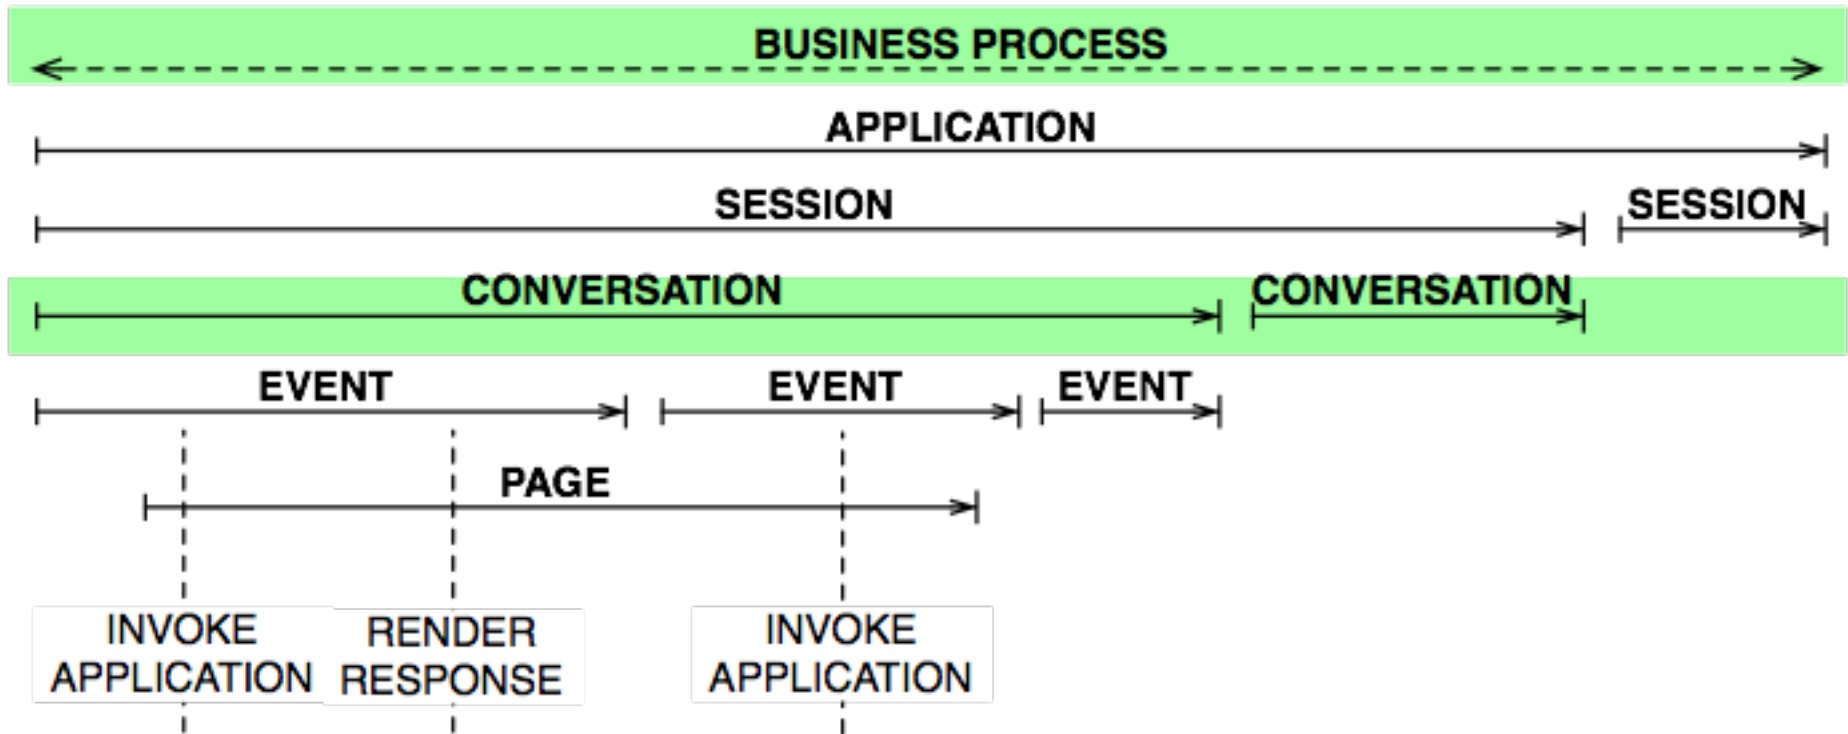 BUSINESS PROCESS
APPLICATION
SESSION SESSION
CONVERSATION CONVERSATION
EVENT EVENT EVENT
PAGE
INVOKE APPLICATION
RENDER RESPONSE
INVOKE APPLICATION